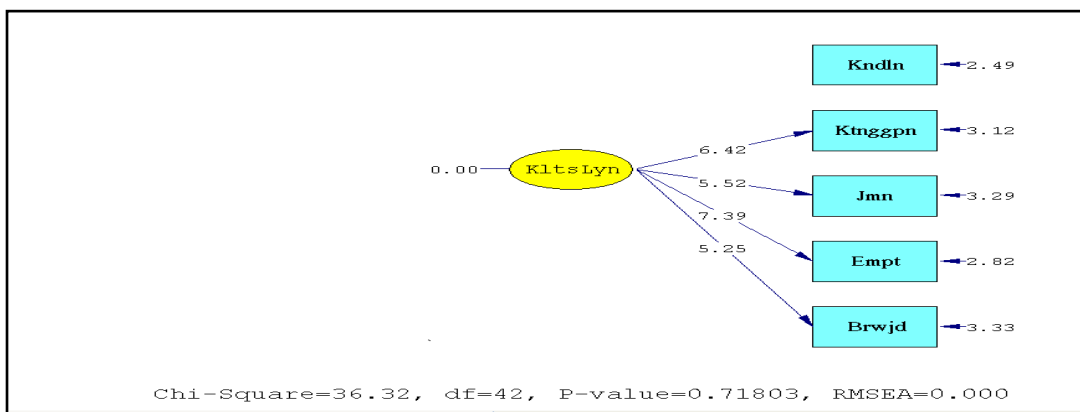 Kndln 2.49
Ktnggpn 3.12
6.42
0.00 KltsLyn
5.52
Jmn 3.29
7.39
5.25
Empt 2.82
Brwjd 3.33
Chi-Square=36.32, df=42, P-value=0.71803, RMSEA=0.000